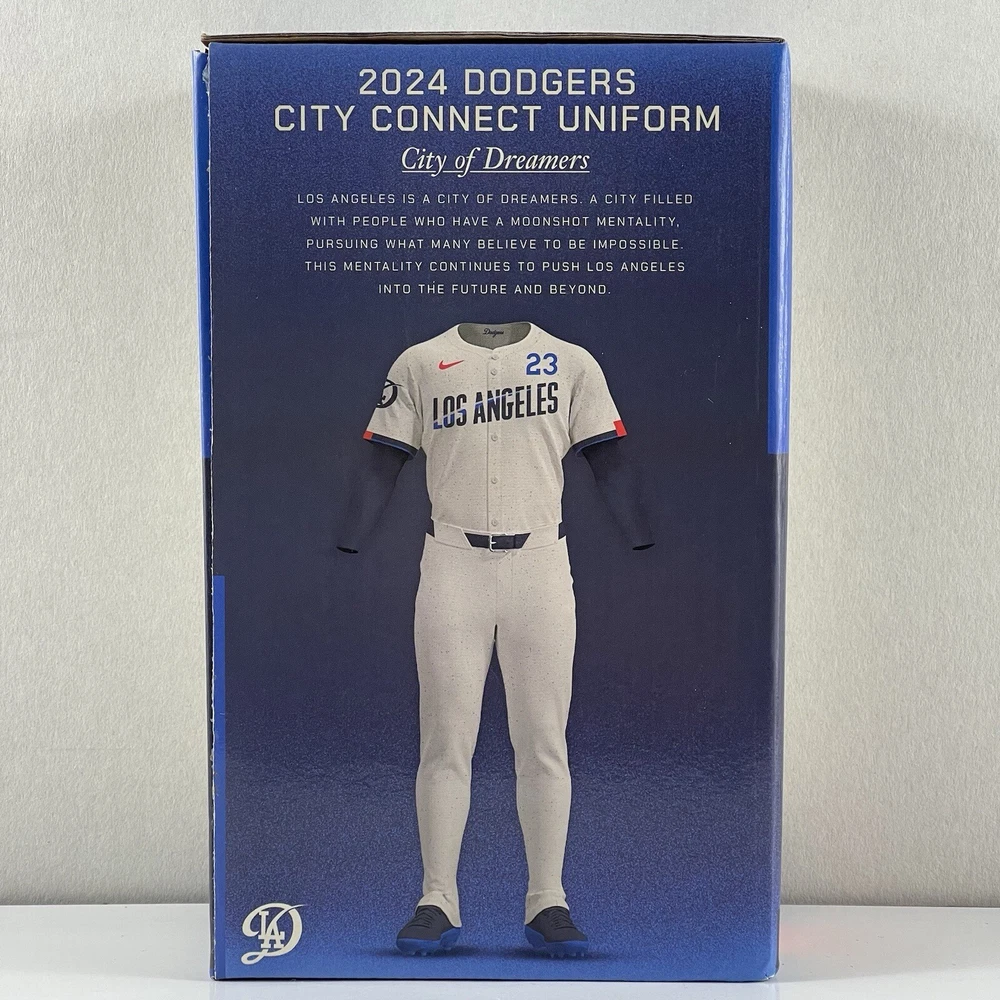 2024 DODGERS
CITY CONNECT UNIFORM
City of Dreamers
LOS ANGELES IS A CITY OF DREAMERS. A CITY FILLED
WITH PEOPLE WHO HAVE A MOONSHOT MENTALITY,
PURSUING WHAT MANY BELIEVE TO BE IMPOSSIBLE.
THIS MENTALITY CONTINUES TO PUSH LOS ANGELES
INTO THE FUTURE AND BEYOND.
Dodgers
23
LOS ANGELES
LA D